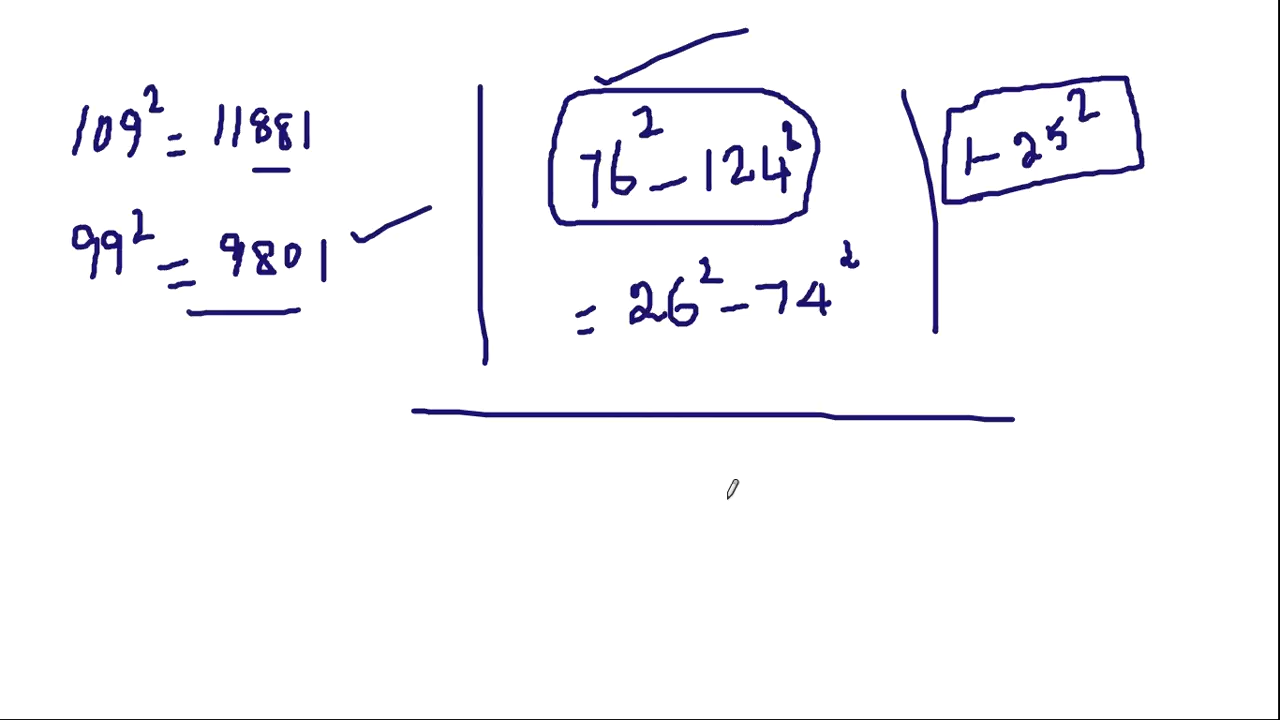 109² = 11881
99² = 9801
76² - 124²
= 26² - 74²
1 - 25²